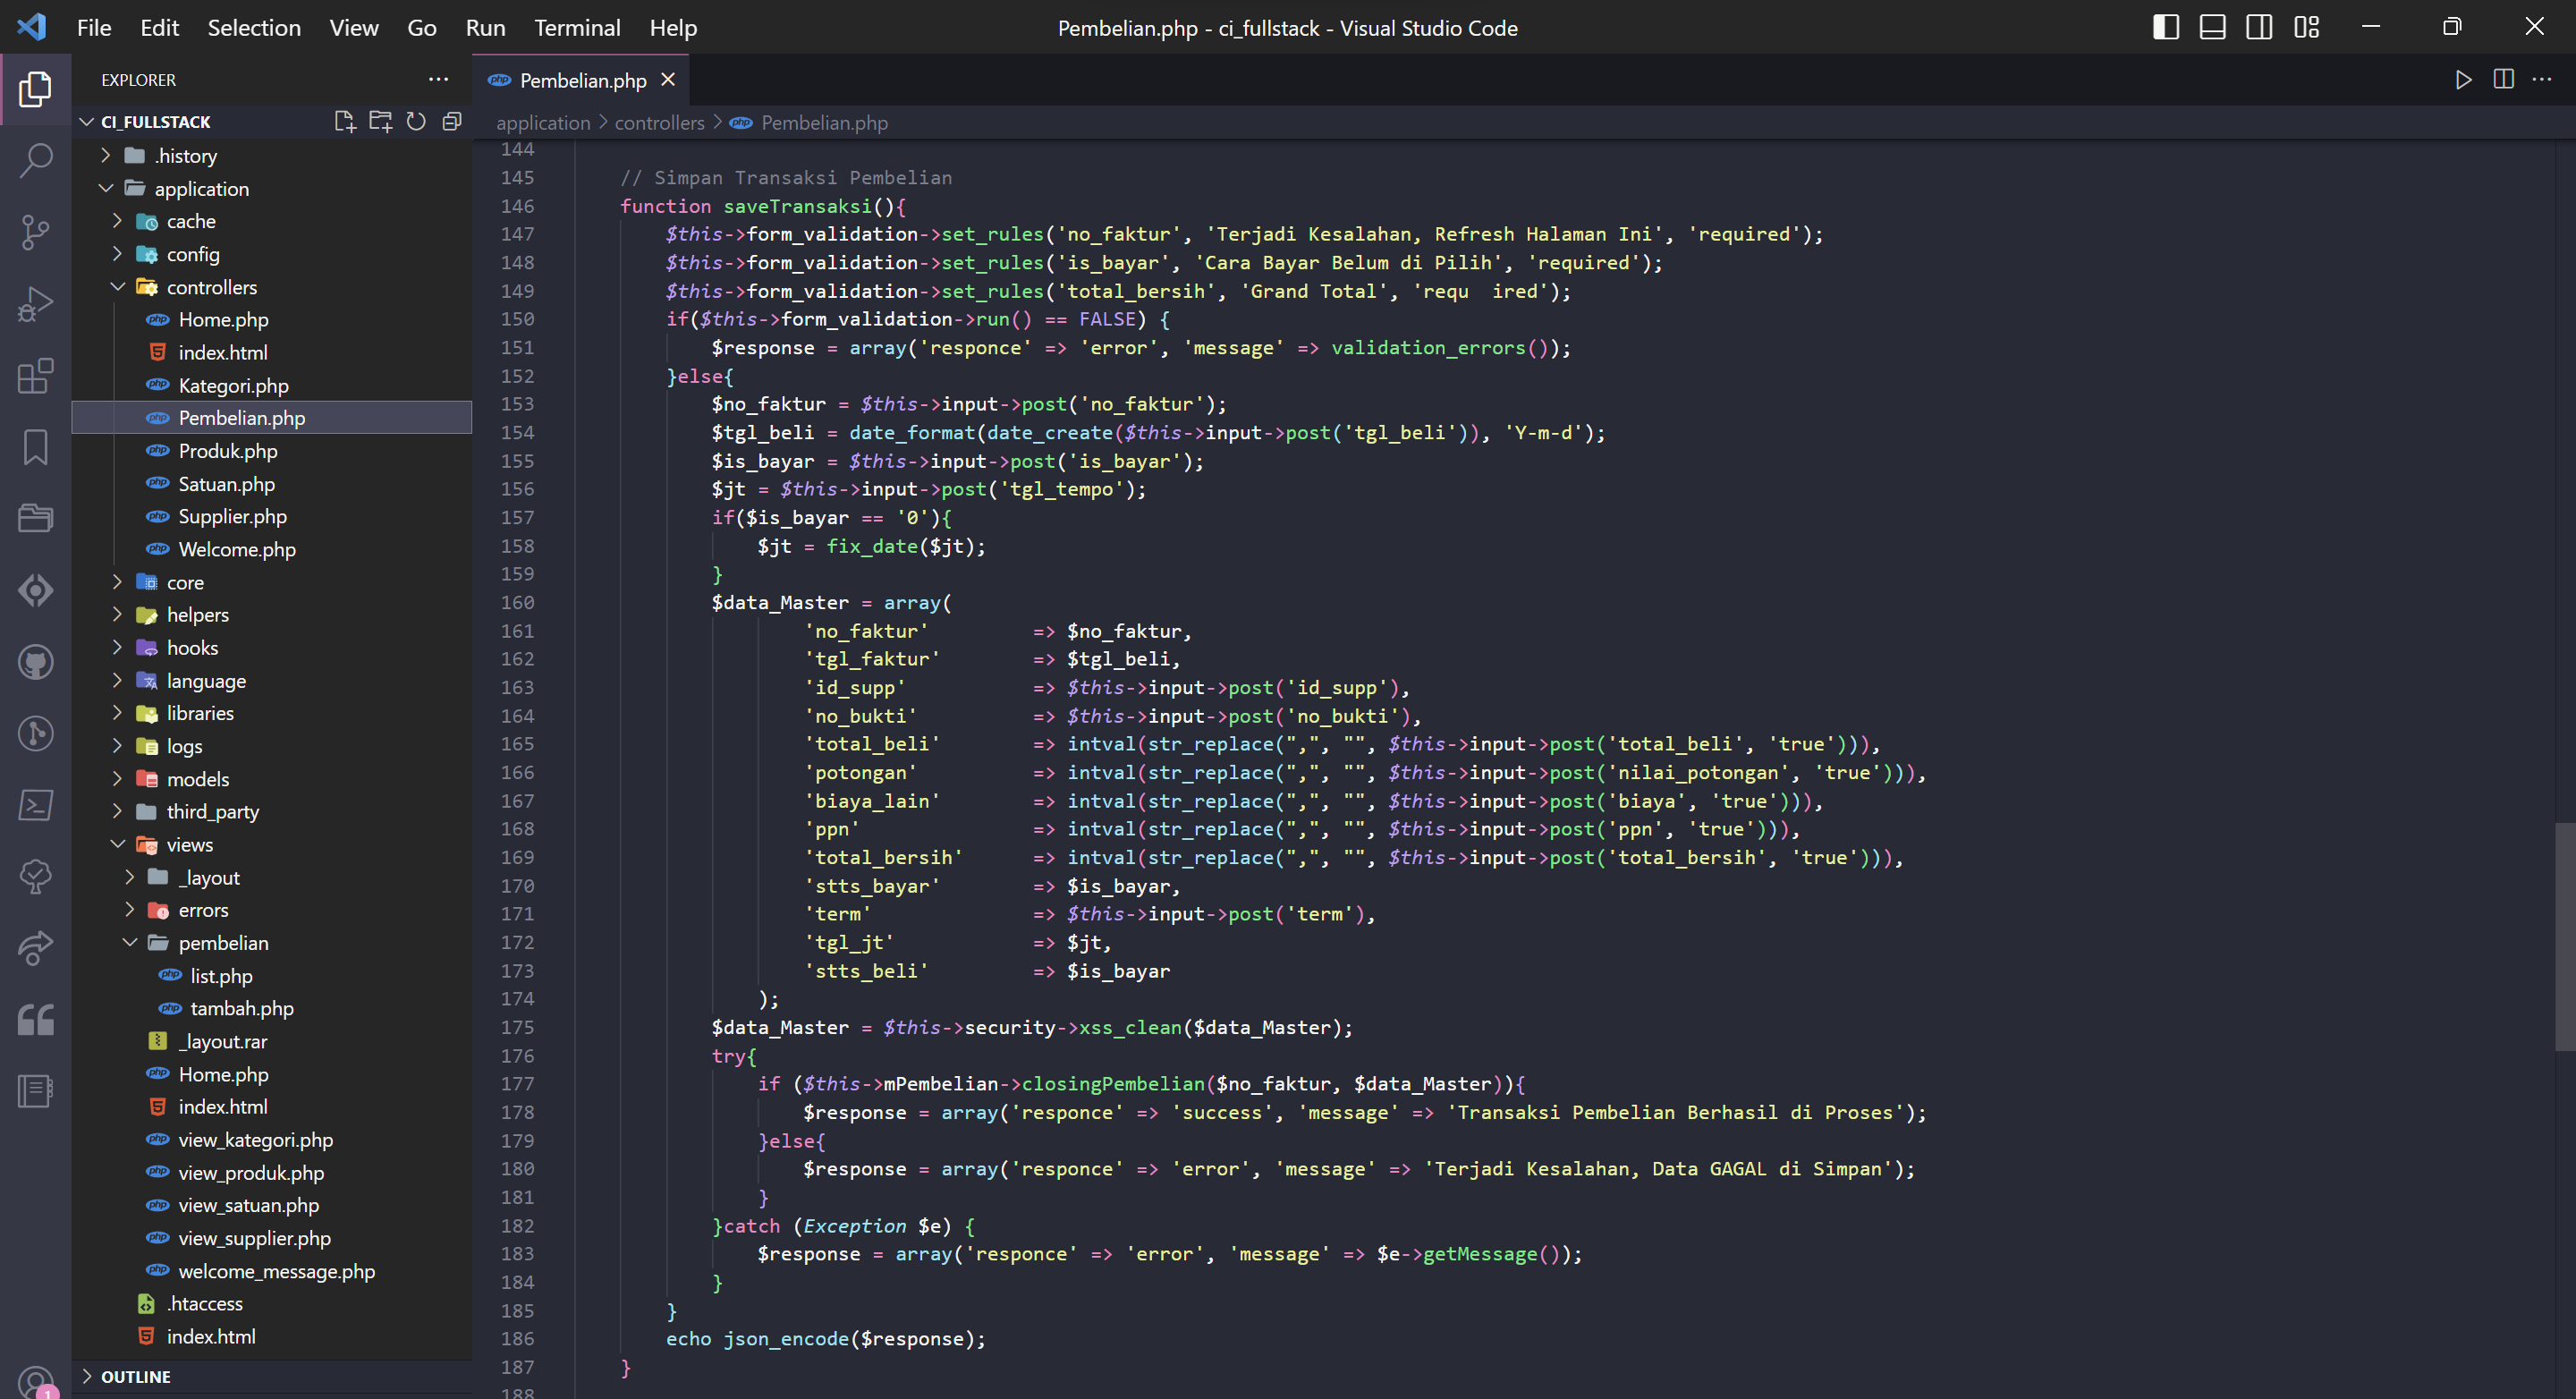 File Edit Selection View Go Run Terminal Help
Pembelian.php - ci_fullstack - Visual Studio Code
EXPLORER
CI_FULLSTACK
.history
application
cache
config
controllers
Home.php
index.html
Kategori.php
Pembelian.php
Produk.php
Satuan.php
Supplier.php
Welcome.php
core
helpers
hooks
language
libraries
logs
models
third_party
views
_layout
errors
pembelian
list.php
tambah.php
_layout.rar
Home.php
index.html
view_kategori.php
view_produk.php
view_satuan.php
view_supplier.php
welcome_message.php
.htaccess
index.html
OUTLINE
1
Pembelian.php
application > controllers > Pembelian.php
144
145 // Simpan Transaksi Pembelian
146 function saveTransaksi(){
147 $this->form_validation->set_rules('no_faktur', 'Terjadi Kesalahan, Refresh Halaman Ini', 'required');
148 $this->form_validation->set_rules('is_bayar', 'Cara Bayar Belum di Pilih', 'required');
149 $this->form_validation->set_rules('total_bersih', 'Grand Total', 'requ  ired');
150 if($this->form_validation->run() == FALSE) {
151 $response = array('responce' => 'error', 'message' => validation_errors());
152 }else{
153 $no_faktur = $this->input->post('no_faktur');
154 $tgl_beli = date_format(date_create($this->input->post('tgl_beli')), 'Y-m-d');
155 $is_bayar = $this->input->post('is_bayar');
156 $jt = $this->input->post('tgl_tempo');
157 if($is_bayar == '0'){
158 $jt = fix_date($jt);
159 }
160 $data_Master = array(
161 'no_faktur' => $no_faktur,
162 'tgl_faktur' => $tgl_beli,
163 'id_supp' => $this->input->post('id_supp'),
164 'no_bukti' => $this->input->post('no_bukti'),
165 'total_beli' => intval(str_replace(",", "", $this->input->post('total_beli', 'true'))),
166 'potongan' => intval(str_replace(",", "", $this->input->post('nilai_potongan', 'true'))),
167 'biaya_lain' => intval(str_replace(",", "", $this->input->post('biaya', 'true'))),
168 'ppn' => intval(str_replace(",", "", $this->input->post('ppn', 'true'))),
169 'total_bersih' => intval(str_replace(",", "", $this->input->post('total_bersih', 'true'))),
170 'stts_bayar' => $is_bayar,
171 'term' => $this->input->post('term'),
172 'tgl_jt' => $jt,
173 'stts_beli' => $is_bayar
174 );
175 $data_Master = $this->security->xss_clean($data_Master);
176 try{
177 if ($this->mPembelian->closingPembelian($no_faktur, $data_Master)){
178 $response = array('responce' => 'success', 'message' => 'Transaksi Pembelian Berhasil di Proses');
179 }else{
180 $response = array('responce' => 'error', 'message' => 'Terjadi Kesalahan, Data GAGAL di Simpan');
181 }
182 }catch (Exception $e) {
183 $response = array('responce' => 'error', 'message' => $e->getMessage());
184 }
185 }
186 echo json_encode($response);
187 }
188